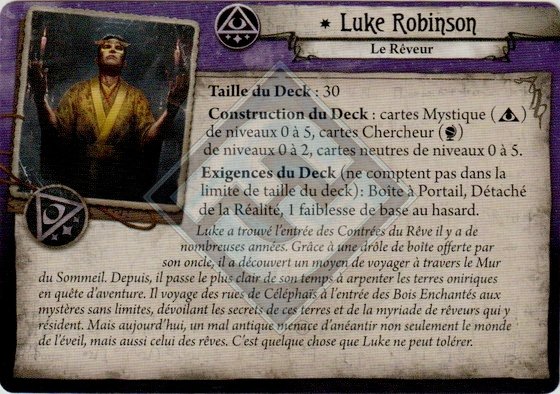 Luke Robinson
Le Rêveur
Taille du Deck : 30
Construction du Deck : cartes Mystique ( )
de niveaux 0 à 5, cartes Chercheur ( )
de niveaux 0 à 2, cartes neutres de niveaux 0 à 5.
Exigences du Deck (ne comptent pas dans la
limite de taille du deck) : Boîte à Portail, Détaché
de la Réalité, 1 faiblesse de base au hasard.
Luke a trouvé l'entrée des Contrées du Rêve il y a de
nombreuses années. Grâce à une drôle de boîte offerte par
son oncle, il a découvert un moyen de voyager à travers le Mur
du Sommeil. Depuis, il passe le plus clair de son temps à arpenter les terres oniriques
en quête d'aventure. Il voyage des rues de Céléphaïs à l'entrée des Bois Enchantés aux
mystères sans limites, dévoilant les secrets de ces terres et de la myriade de rêveurs qui y
résident. Mais aujourd'hui, un mal antique menace d'anéantir non seulement le monde
de l'éveil, mais aussi celui des rêves. C'est quelque chose que Luke ne peut tolérer.